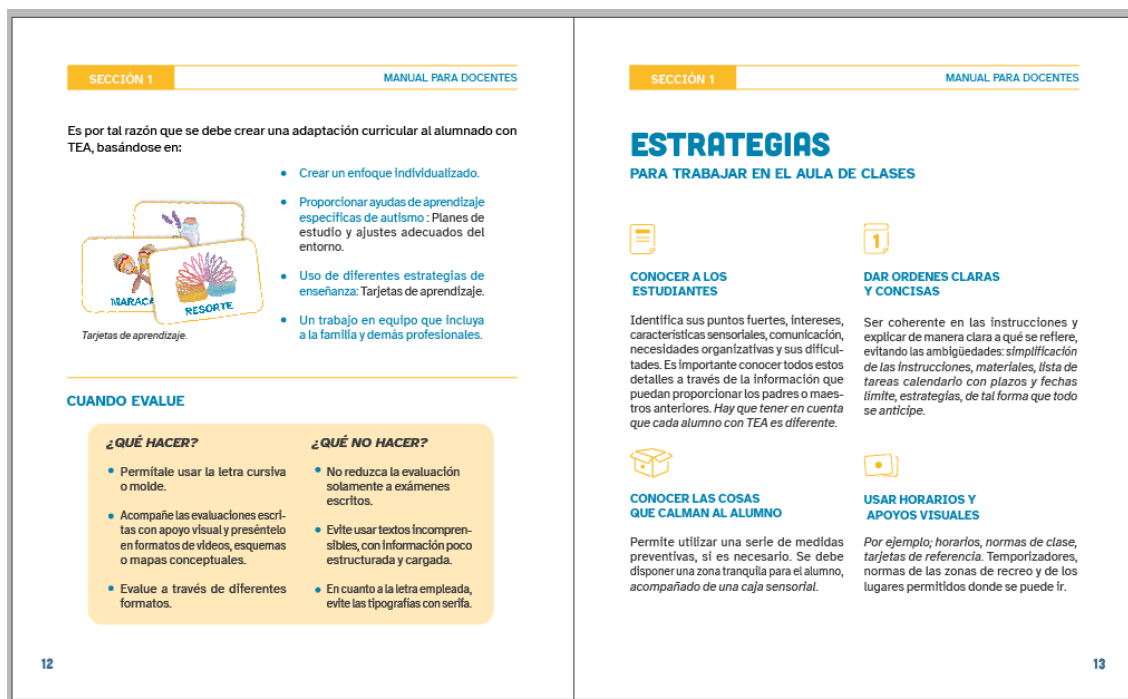 SECCIÓN 1
MANUAL PARA DOCENTES
Es por tal razón que se debe crear una adaptación curricular al alumnado con
TEA, basándose en:
MARACA
RESORTE
Tarjetas de aprendizaje.
• Crear un enfoque individualizado.
• Proporcionar ayudas de aprendizaje
especificas de autismo : Planes de
estudio y ajustes adecuados del
entorno.
• Uso de diferentes estrategias de
enseñanza: Tarjetas de aprendizaje.
• Un trabajo en equipo que incluya
a la familia y demás profesionales.
CUANDO EVALUE
¿QUÉ HACER?
• Permítale usar la letra cursiva
o molde.
• Acompañe las evaluaciones escri-
tas con apoyo visual y preséntelo
en formatos de videos, esquemas
o mapas conceptuales.
• Evalue a través de diferentes
formatos.
¿QUÉ NO HACER?
• No reduzca la evaluación
solamente a exámenes
escritos.
• Evite usar textos incompren-
sibles, con información poco
estructurada y cargada.
• En cuanto a la letra empleada,
evite las tipografías con serifa.
12
SECCIÓN 1
MANUAL PARA DOCENTES
ESTRATEGIAS
PARA TRABAJAR EN EL AULA DE CLASES
CONOCER A LOS
ESTUDIANTES
Identifica sus puntos fuertes, intereses,
características sensoriales, comunicación,
necesidades organizativas y sus dificul-
tades. Es importante conocer todos estos
detalles a través de la información que
puedan proporcionar los padres o maes-
tros anteriores. Hay que tener en cuenta
que cada alumno con TEA es diferente.
1
DAR ORDENES CLARAS
Y CONCISAS
Ser coherente en las instrucciones y
explicar de manera clara a qué se refiere,
evitando las ambigüedades: simplificación
de las instrucciones, materiales, lista de
tareas calendario con plazos y fechas
límite, estrategias, de tal forma que todo
se anticipe.
CONOCER LAS COSAS
QUE CALMAN AL ALUMNO
Permite utilizar una serie de medidas
preventivas, si es necesario. Se debe
disponer una zona tranquila para el alumno,
acompañado de una caja sensorial.
USAR HORARIOS Y
APOYOS VISUALES
Por ejemplo; horarios, normas de clase,
tarjetas de referencia. Temporizadores,
normas de las zonas de recreo y de los
lugares permitidos donde se puede ir.
13